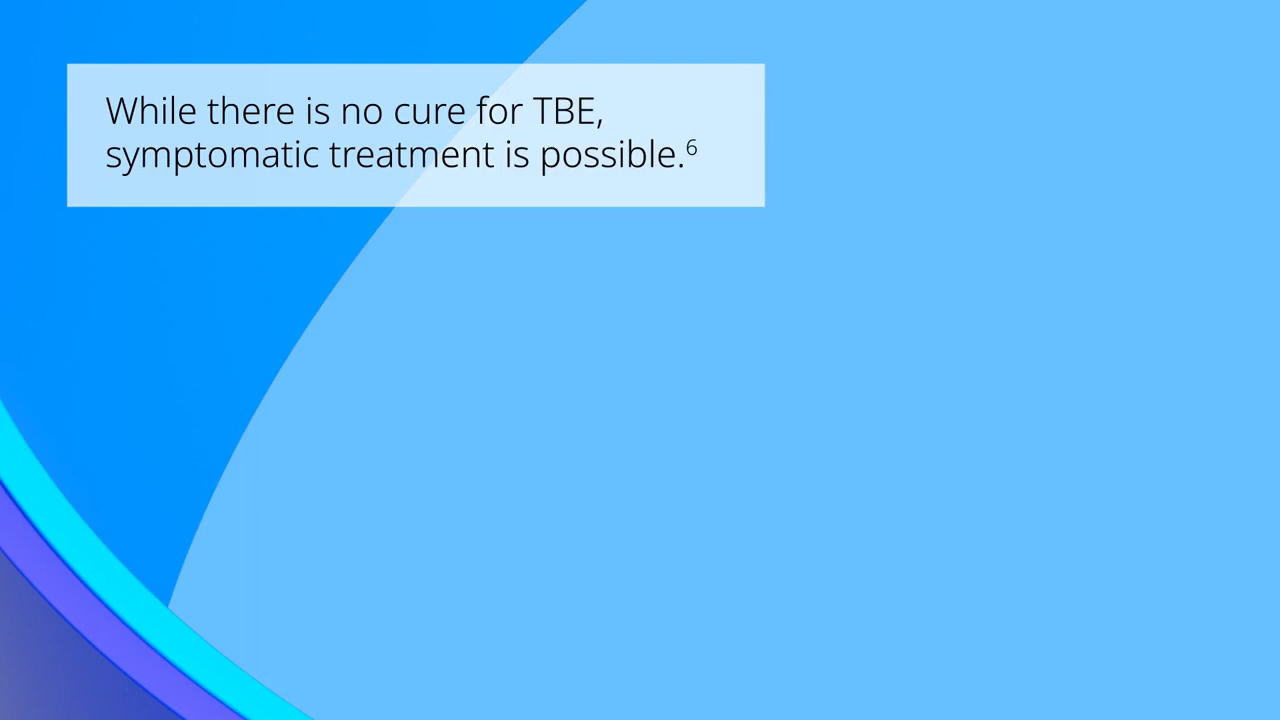 While there is no cure for TBE,
symptomatic treatment is possible.⁶